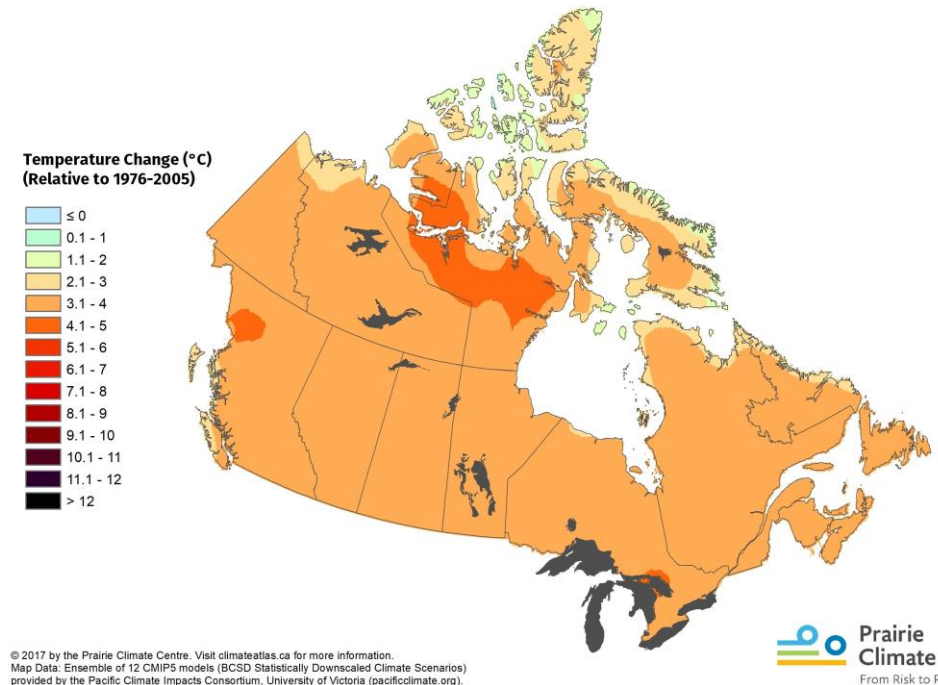 Temperature Change (°C)
(Relative to 1976-2005)
≤ 0
0.1 - 1
1.1 - 2
2.1 - 3
3.1 - 4
4.1 - 5
5.1 - 6
6.1 - 7
7.1 - 8
8.1 - 9
9.1 - 10
10.1 - 11
11.1 - 12
> 12
© 2017 by the Prairie Climate Centre. Visit climateatlas.ca for more information.
Map Data: Ensemble of 12 CMIP5 models (BCSD Statistically Downscaled Climate Scenarios)
provided by the Pacific Climate Impacts Consortium, University of Victoria (pacificclimate.org).
Prairie
Climate
From Risk to R